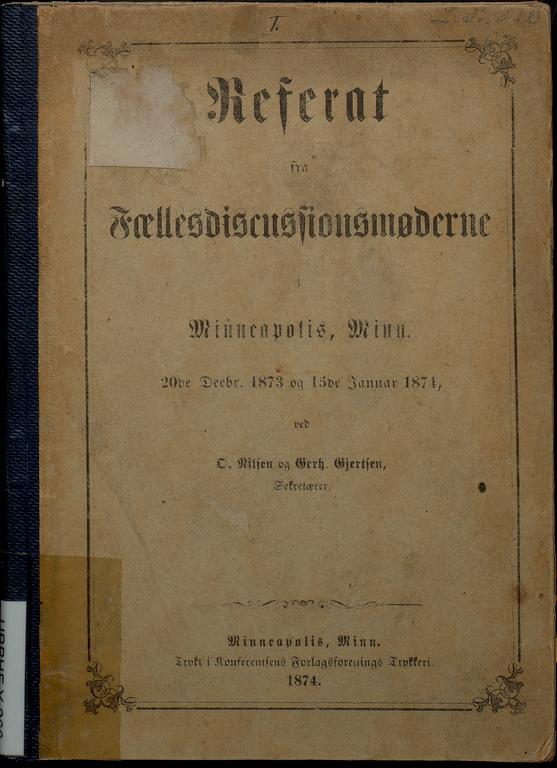 I.
Referat
fra
Fællesdiscussionsmøderne
i
Minneapolis, Minn.
20de Decbr. 1873 og 15de Januar 1874,
ved
O. Nilsen og Gerh. Gjertsen,
Sekretærer.
Minneapolis, Minn.
Trykt i Konferentsens Forlagsforenings Trykkeri.
1874.